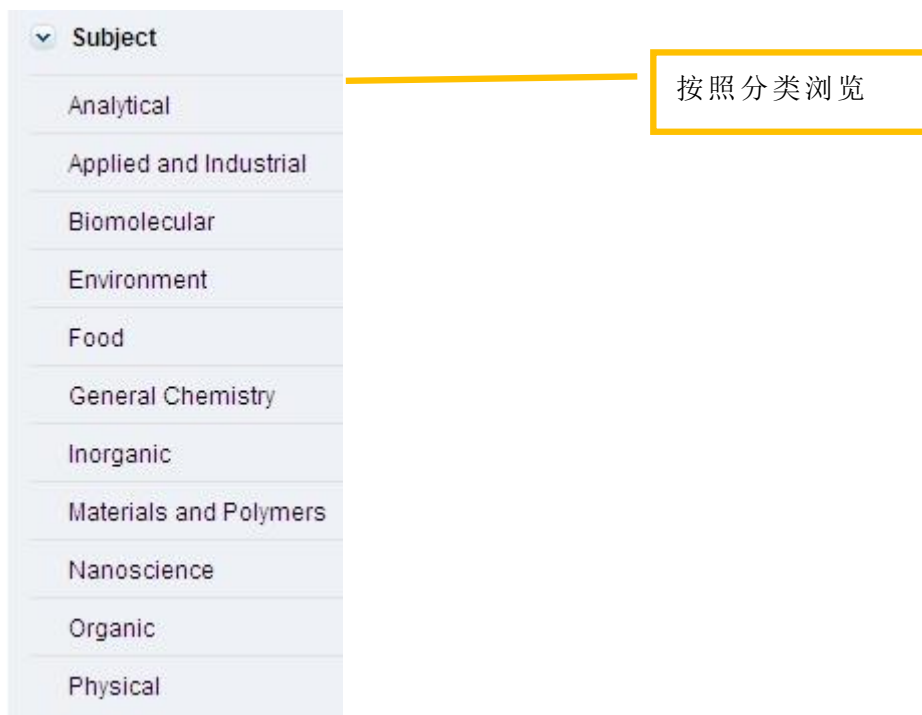 Subject
按照分类浏览
Analytical
Applied and Industrial
Biomolecular
Environment
Food
General Chemistry
Inorganic
Materials and Polymers
Nanoscience
Organic
Physical